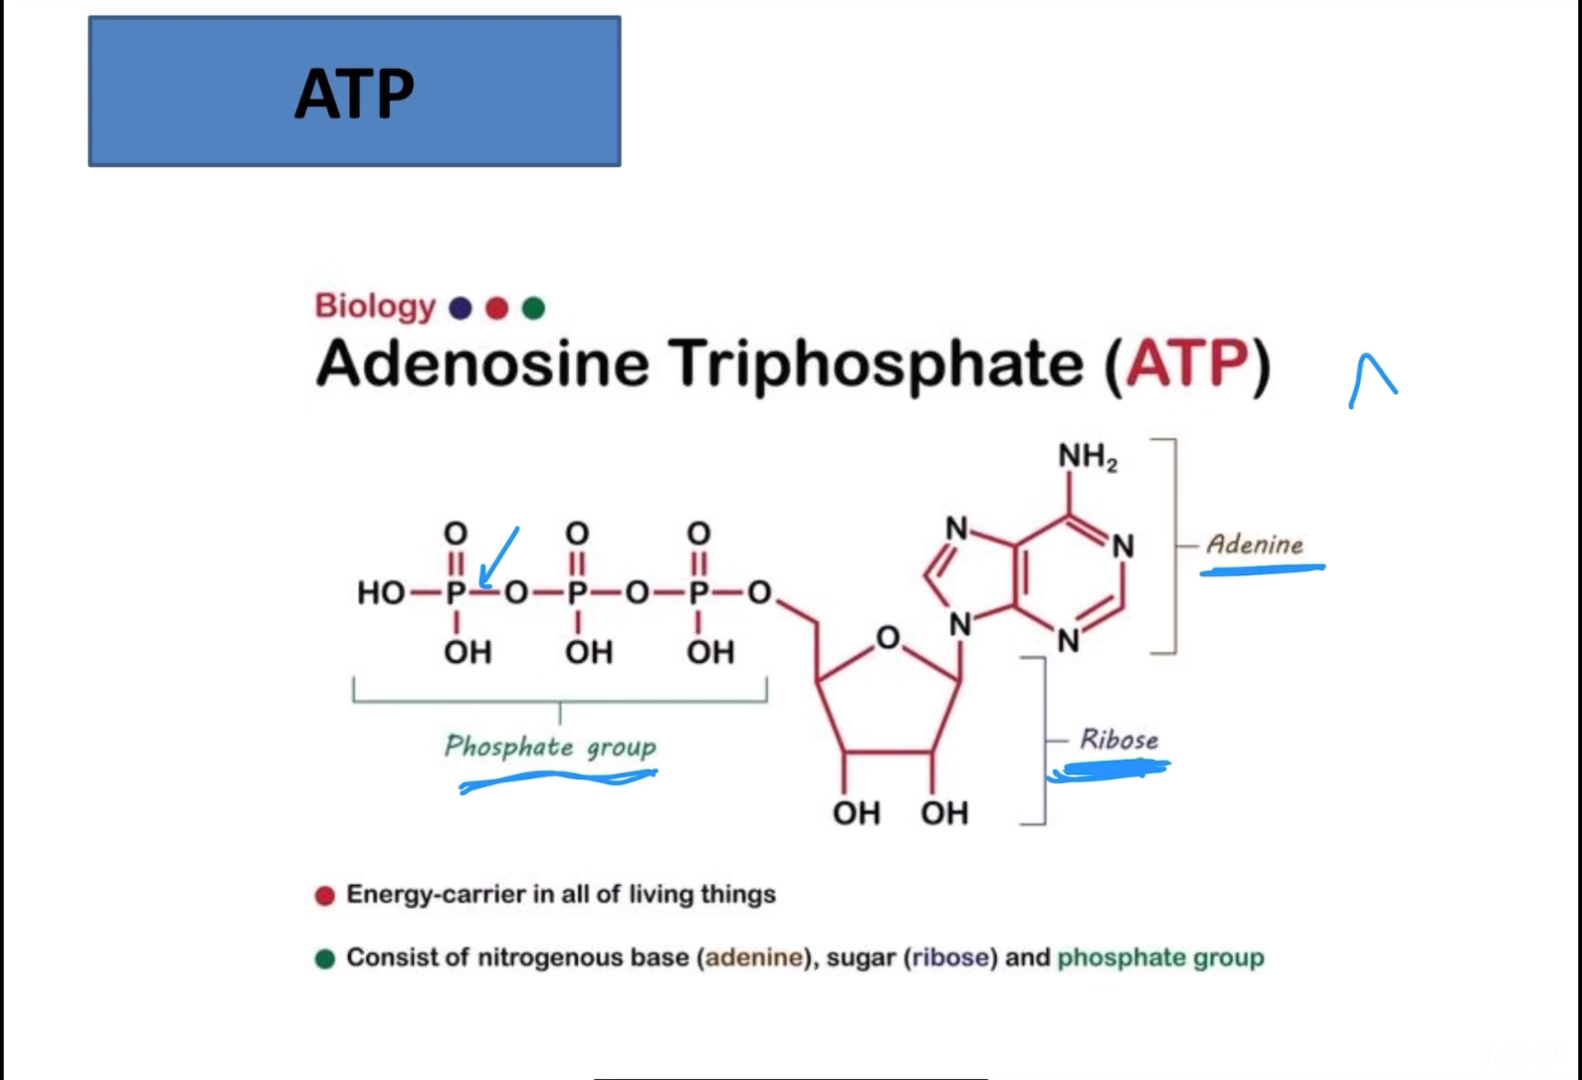 ATP
Biology
Adenosine Triphosphate (ATP)
NH₂
N
N
Adenine
O O O
HO P O P O P O
N
N
O
OH OH OH
Phosphate group
Ribose
OH OH
Energy-carrier in all of living things
Consist of nitrogenous base (adenine), sugar (ribose) and phosphate group